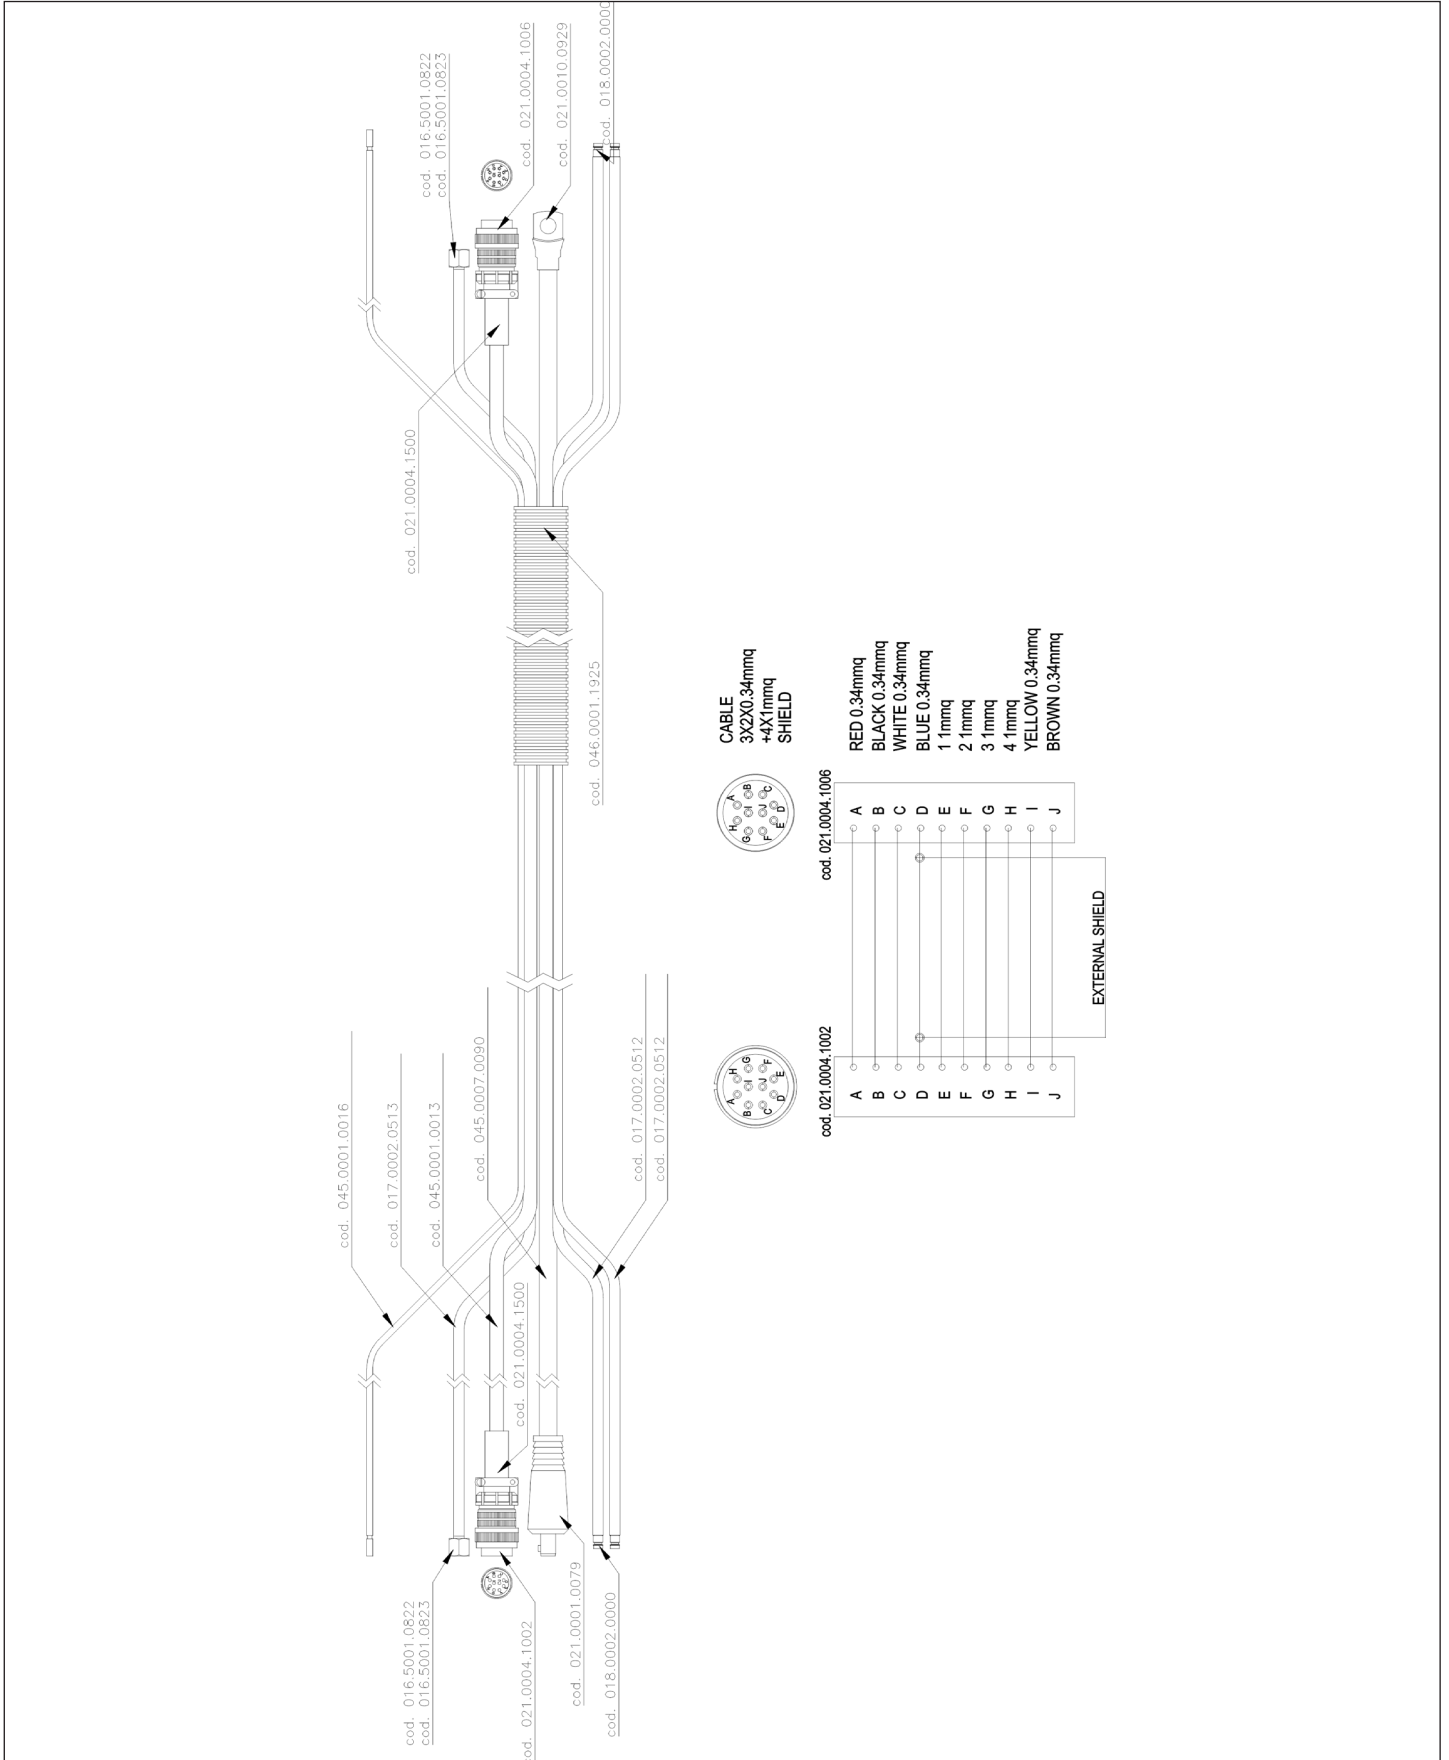 cod. 016.5001.0822
cod. 016.5001.0823
cod. 021.0004.1006
cod. 021.0010.0929
cod. 018.0002.0000
cod. 021.0004.1500
cod. 046.0001.1925
cod. 045.0001.0016
cod. 017.0002.0513
cod. 045.0001.0013
cod. 045.0007.0090
cod. 017.0002.0512
cod. 017.0002.0512
cod. 021.0004.1500
cod. 016.5001.0822
cod. 016.5001.0823
cod. 021.0004.1002
cod. 021.0001.0079
cod. 018.0002.0000
CABLE
3X2X0.34mmq
+4X1mmq
SHIELD
A
B
C
D
E
F
G
H
I
J
A
B
C
D
E
F
G
H
I
J
cod. 021.0004.1002
cod. 021.0004.1006
A A RED 0.34mmq
B B BLACK 0.34mmq
C C WHITE 0.34mmq
D D BLUE 0.34mmq
E E 1 1mmq
F F 2 1mmq
G G 3 1mmq
H H 4 1mmq
I I YELLOW 0.34mmq
J J BROWN 0.34mmq
EXTERNAL SHIELD